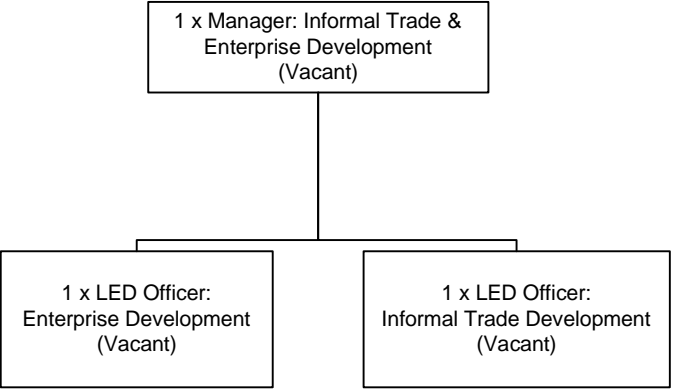 1 x Manager: Informal Trade &
Enterprise Development
(Vacant)
1 x LED Officer:
Enterprise Development
(Vacant)
1 x LED Officer:
Informal Trade Development
(Vacant)